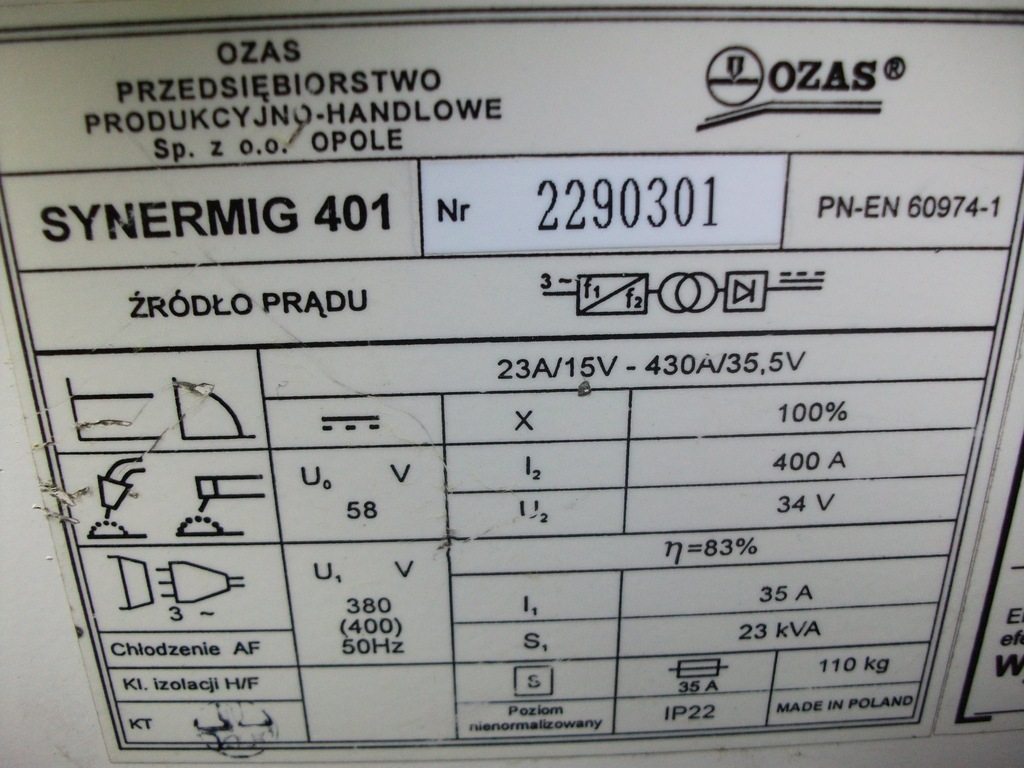 OZAS
PRZEDSIĘBIORSTWO
PRODUKCYJNO-HANDLOWE
Sp. z o.o. OPOLE
OZAS®
SYNERMIG 401
Nr 2290301
PN-EN 60974-1
ŹRÓDŁO PRĄDU
3~ f₁ f₂
23A/15V - 430A/35,5V
X 100%
U₀ V
58
I₂ 400 A
U₂ 34 V
η=83%
3 ~
U₁ V
380
(400)
50Hz
I₁ 35 A
S₁ 23 kVA
Chłodzenie AF
Kl. izolacji H/F
KT
S
Poziom
nienormalizowany
35 A
110 kg
IP22
MADE IN POLAND